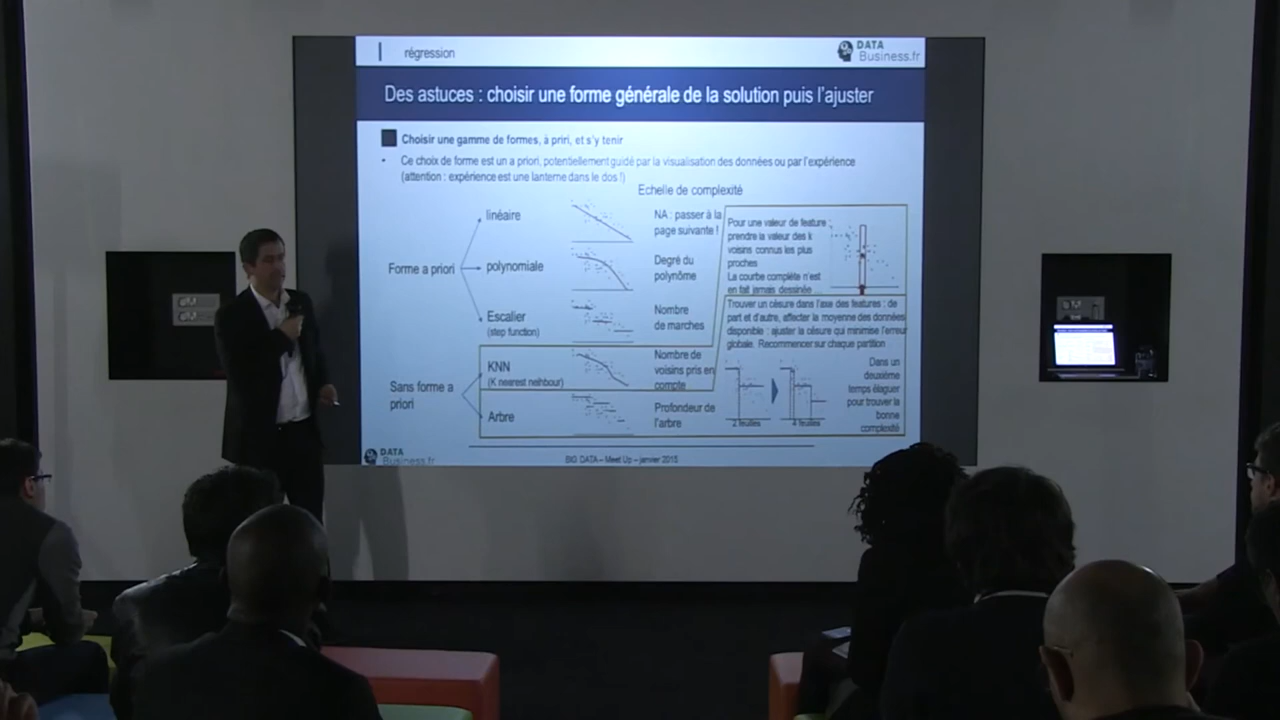 régression
DATA
Business.fr
Des astuces : choisir une forme générale de la solution puis l'ajuster
Choisir une gamme de formes, à priri, et s'y tenir
• Ce choix de forme est un a priori, potentiellement guidé par la visualisation des données ou par l'expérience
(attention : expérience est une lanterne dans le dos !)
Echelle de complexité
Forme a priori
linéaire
NA : passer à la
page suivante !
polynomiale
Degré du
polynôme
Escalier
(step function)
Nombre
de marches
Sans forme a
priori
KNN
(K nearest neihbour)
Nombre de
voisins pris en
compte
Arbre
Profondeur de
l'arbre
Pour une valeur de feature :
prendre la valeur des k
voisins connus les plus
proches
La courbe complète n'est
en fait jamais dessinée
Trouver un césure dans l'axe des features : de
part et d'autre, affecter la moyenne des données
disponible : ajuster la césure qui minimise l'erreur
globale. Recommencer sur chaque partition
2 feuilles
4 feuilles
Dans un
deuxième
temps élaguer
pour trouver la
bonne
complexité
DATA
Business.fr
BIG DATA – Meet Up – janvier 2015